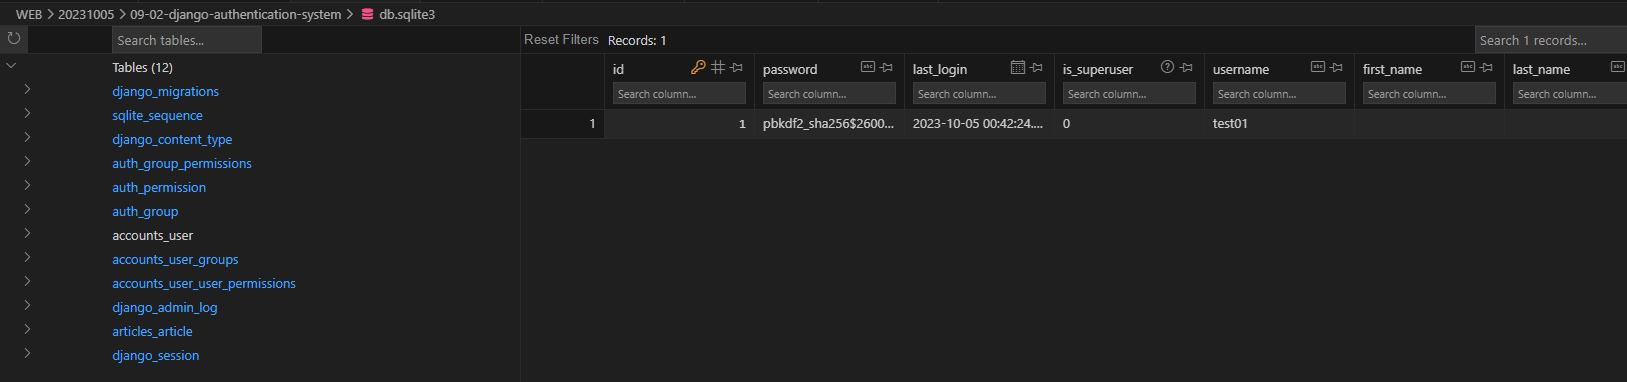 WEB > 20231005 > 09-02-django-authentication-system > db.sqlite3
Search tables...
Reset Filters Records: 1 Search 1 records...
Tables (12)
django_migrations
sqlite_sequence
django_content_type
auth_group_permissions
auth_permission
auth_group
accounts_user
accounts_user_groups
accounts_user_user_permissions
django_admin_log
articles_article
django_session
id password last_login is_superuser username first_name last_name
Search column... Search column... Search column... Search column... Search column... Search column... Search column...
1 1 pbkdf2_sha256$2600... 2023-10-05 00:42:24.... 0 test01